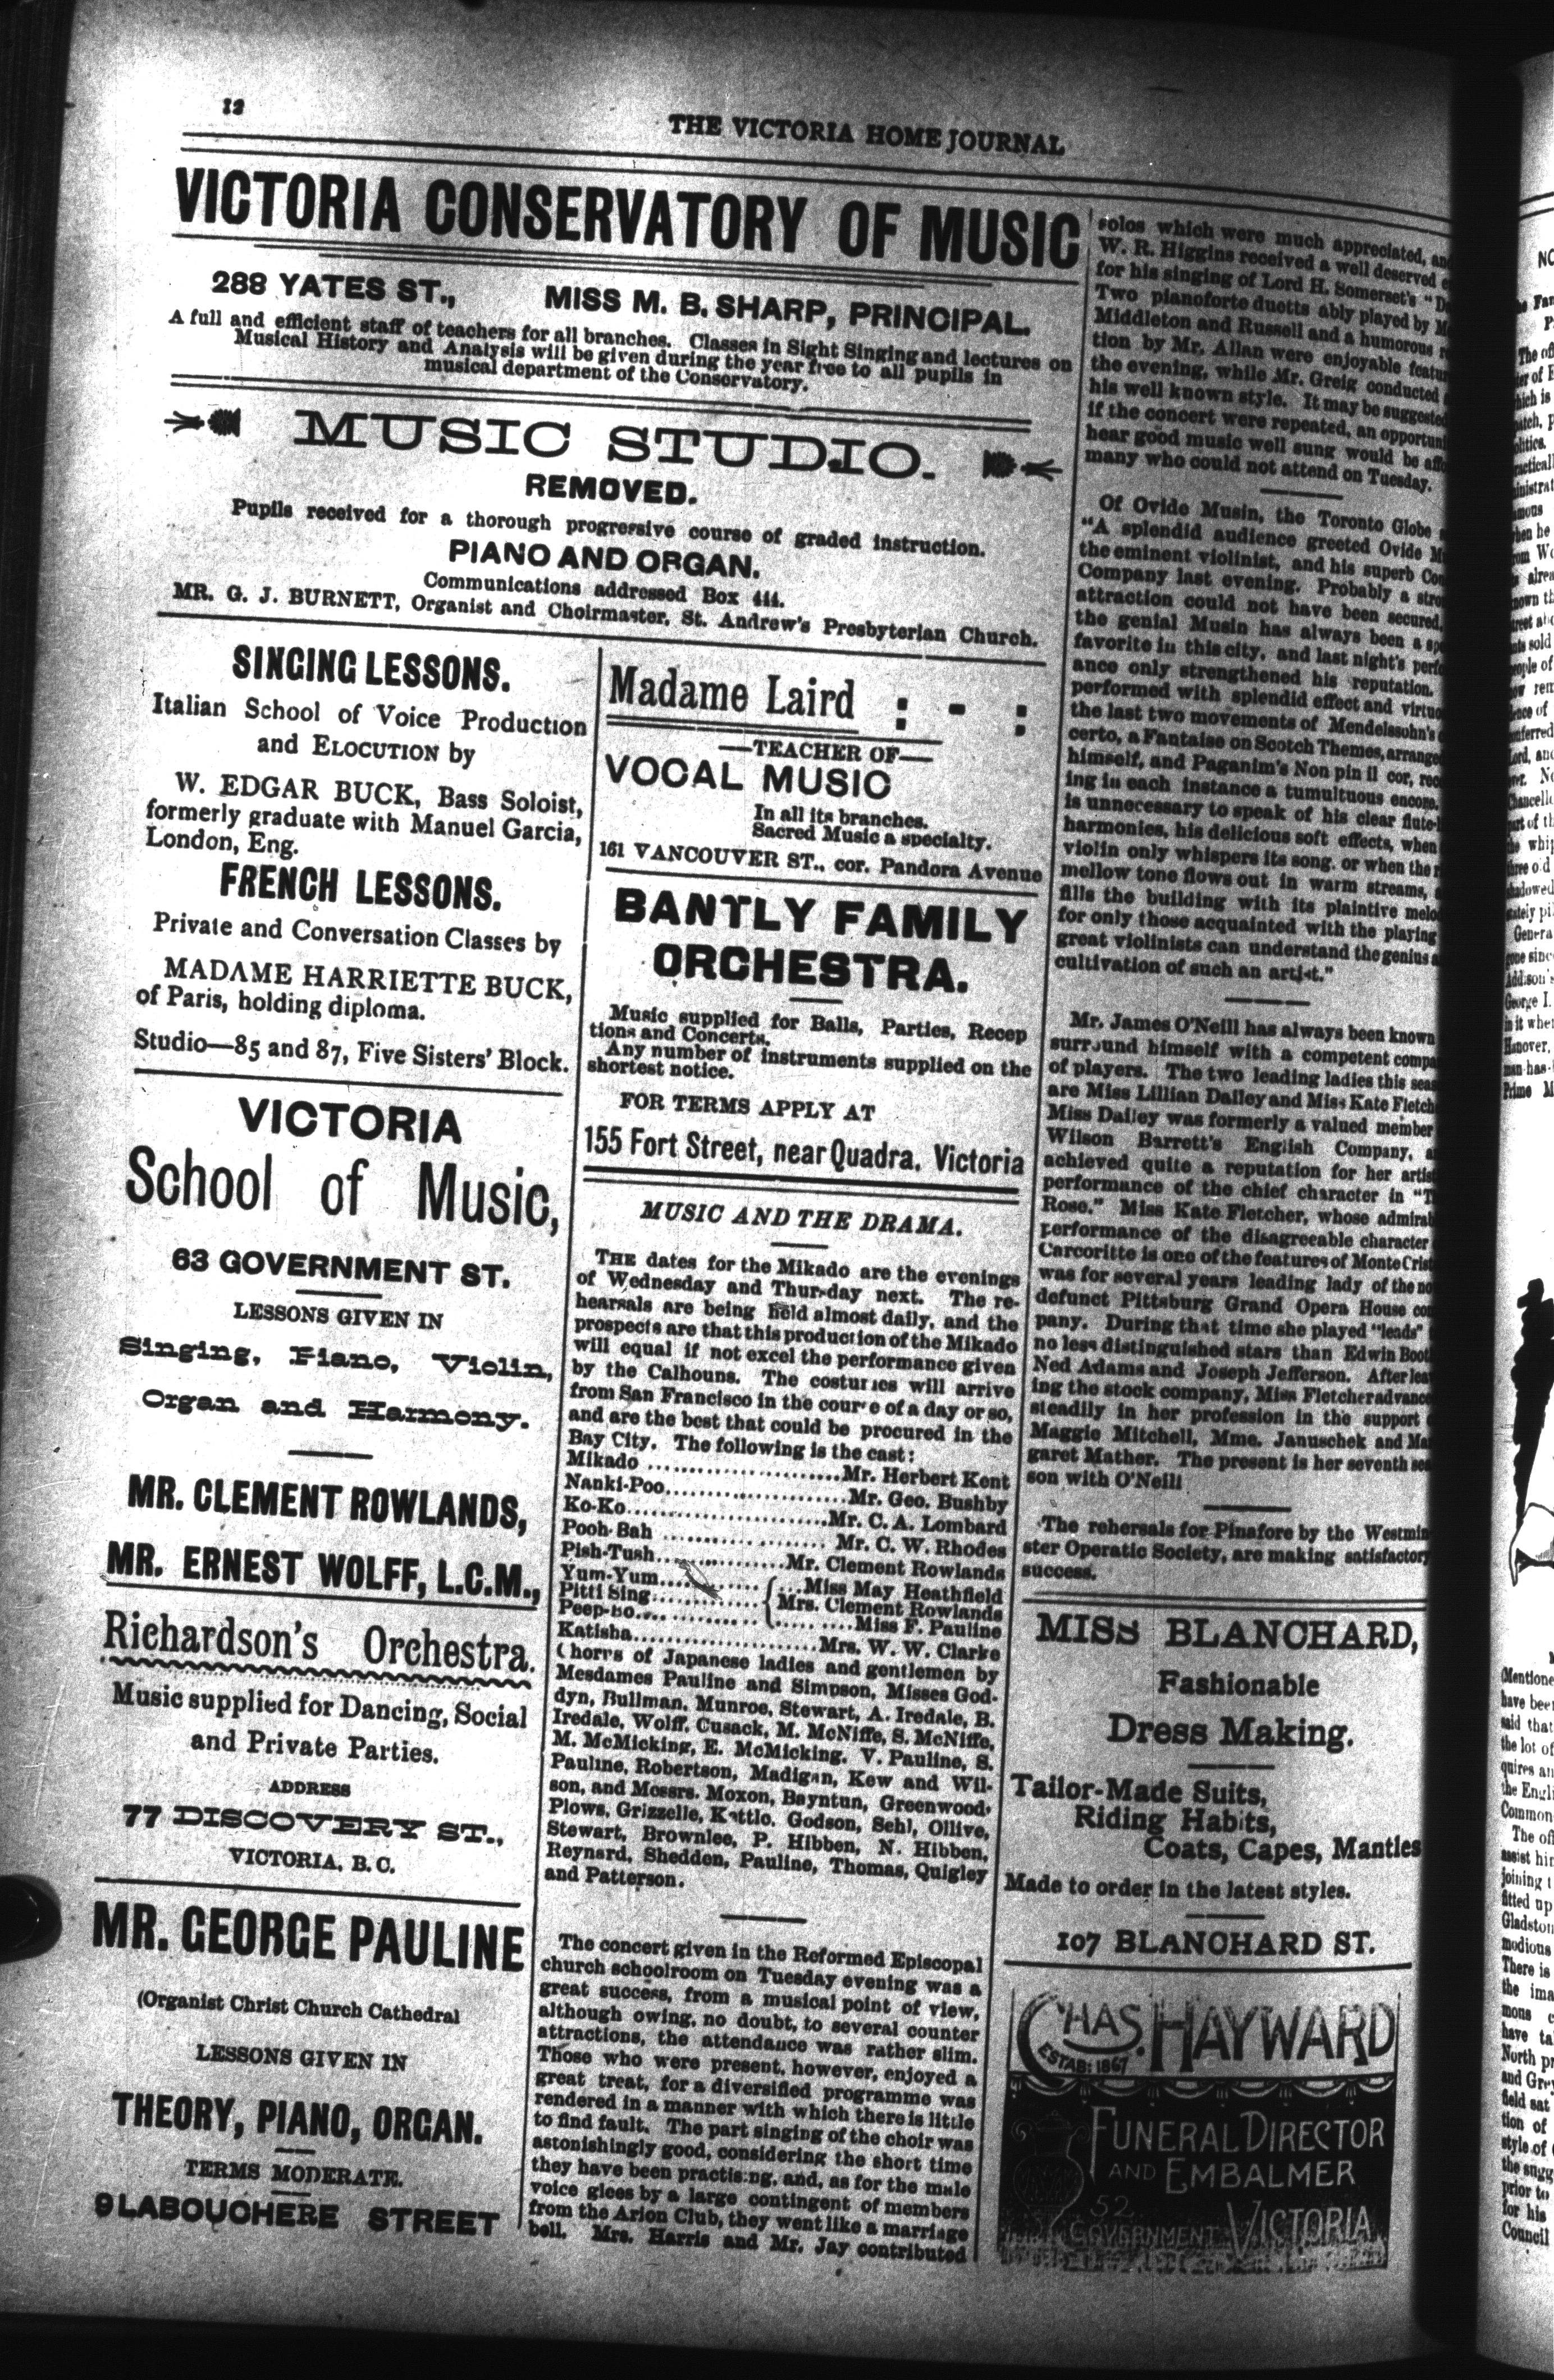 12
THE VICTORIA HOME JOURNAL
VICTORIA CONSERVATORY OF MUSIC
288 YATES ST., MISS M. B. SHARP, PRINCIPAL.
A full and efficient staff of teachers for all branches. Classes in Sight Singing and lectures on
Musical History and Analysis will be given during the year free to all pupils in
musical department of the Conservatory.
MUSIC STUDIO.
REMOVED.
Pupils received for a thorough progressive course of graded instruction.
PIANO AND ORGAN.
Communications addressed Box 444.
MR. G. J. BURNETT, Organist and Choirmaster, St. Andrew's Presbyterian Church.
SINGING LESSONS.
Italian School of Voice Production
and ELOCUTION by
W. EDGAR BUCK, Bass Soloist,
formerly graduate with Manuel Garcia,
London, Eng.
FRENCH LESSONS.
Private and Conversation Classes by
MADAME HARRIETTE BUCK,
of Paris, holding diploma.
Studio—85 and 87, Five Sisters' Block.
VICTORIA
School of Music,
63 GOVERNMENT ST.
LESSONS GIVEN IN
Singing, Piano, Violin,
Organ and Harmony.
MR. CLEMENT ROWLANDS,
MR. ERNEST WOLFF, L.C.M.,
Richardson's Orchestra.
Music supplied for Dancing, Social
and Private Parties.
ADDRESS
77 DISCOVERY ST.,
VICTORIA, B. C.
MR. GEORGE PAULINE
(Organist Christ Church Cathedral
LESSONS GIVEN IN
THEORY, PIANO, ORGAN.
TERMS MODERATE.
9 LABOUCHERE STREET
Madame Laird : - :
—TEACHER OF—
VOCAL MUSIC
In all its branches.
Sacred Music a specialty.
161 VANCOUVER ST., cor. Pandora Avenue
BANTLY FAMILY
ORCHESTRA.
Music supplied for Balls, Parties, Recep
tions and Concerts.
Any number of instruments supplied on the
shortest notice.
FOR TERMS APPLY AT
155 Fort Street, near Quadra, Victoria
MUSIC AND THE DRAMA.
THE dates for the Mikado are the evenings
of Wednesday and Thursday next. The re-
hearsals are being held almost daily, and the
prospects are that this production of the Mikado
will equal if not excel the performance given
by the Calhouns. The costumes will arrive
from San Francisco in the course of a day or so,
and are the best that could be procured in the
Bay City. The following is the cast:
Mikado ........................Mr. Herbert Kent
Nanki-Poo......................Mr. Geo. Bushby
Ko-Ko.........................Mr. C. A. Lombard
Pooh-Bah .................... Mr. C. W. Rhodes
Pish-Tush................Mr. Clement Rowlands
Yum-Yum............ {...Miss May Heathfield
Pitti Sing............ {Mrs. Clement Rowlands
Peep-Bo............... {.........Miss F. Pauline
Katisha.......................Mrs. W. W. Clarke
Chorus of Japanese ladies and gentlemen by
Mesdames Pauline and Simpson, Misses God-
dyn, Bullman, Munroe, Stewart, A. Iredale, B.
Iredale, Wolff, Cusack, M. McNiffe, S. McNiffe,
M. McMicking, E. McMicking, V. Pauline, S.
Pauline, Robertson, Madigan, Kew and Wil-
son, and Messrs. Moxon, Bayntun, Greenwood,
Plows, Grizzelle, Kattle, Godson, Sehl, Ollive,
Stewart, Brownlee, P. Hibben, N. Hibben,
Reynard, Shedden, Pauline, Thomas, Quigley
and Patterson.
The concert given in the Reformed Episcopal
church schoolroom on Tuesday evening was a
great success, from a musical point of view,
although owing, no doubt, to several counter
attractions, the attendance was rather slim.
Those who were present, however, enjoyed a
great treat, for a diversified programme was
rendered in a manner with which there is little
to find fault. The part singing of the choir was
astonishingly good, considering the short time
they have been practising, and, as for the male
voice glees by a large contingent of members
from the Arion Club, they went like a marriage
bell. Mrs. Harris and Mr. Jay contributed
solos which were much appreciated,
W. R. Higgins received a well deserved
for his singing of Lord H. Somerset's
Two pianoforte duetts ably played by
Middleton and Russell and a humorous
tion by Mr. Allan were enjoyable
the evening, while Mr. Greig conducted
his well known style. It may be suggested
if the concert were repeated, an
hear good music well sung would be
many who could not attend on Tuesday.
Of Ovide Musin, the Toronto Globe
"A splendid audience greeted Ovide
the eminent violinist, and his superb
Company last evening. Probably a
attraction could not have been secured,
the genial Musin has always been a
favorite in this city, and last night's
ance only strengthened his reputation.
performed with splendid effect and
the last two movements of Mendelssohn's
certo, a Fantaise on Scotch Themes,
himself, and Paganim's Non pin il cor,
ing in each instance a tumultuous encore.
is unnecessary to speak of his clear
harmonies, his delicious soft effects, when
violin only whispers its song, or when the
mellow tone flows out in warm streams,
fills the building with its plaintive
for only those acquainted with the playing
great violinists can understand the genius
cultivation of such an artist."
Mr. James O'Neill has always been known
surround himself with a competent
of players. The two leading ladies this
are Miss Lillian Dailey and Miss Kate
Miss Dailey was formerly a valued member
Wilson Barrett's English Company,
achieved quite a reputation for her
performance of the chief character in
Rose." Miss Kate Fletcher, whose
performance of the disagreeable character
Carcoritte is one of the features of Monte
was for several years leading lady of the
defunct Pittsburg Grand Opera House
pany. During that time she played "leads"
no less distinguished stars than Edwin
Ned Adams and Joseph Jefferson. After
ing the stock company, Miss Fletcher
steadily in her profession in the support
Maggie Mitchell, Mme. Januschek and
garet Mather. The present is her seventh
son with O'Neill
The rehersals for Pinafore by the
ster Operatic Society, are making satisfactory
success.
MISS BLANCHARD,
Fashionable
Dress Making.
Tailor-Made Suits,
Riding Habits,
Coats, Capes, Mantles
Made to order in the latest styles.
107 BLANCHARD ST.
CHAS. HAYWARD
ESTAB: 1867
FUNERAL DIRECTOR
AND EMBALMER
52
GOVERNMENT VICTORIA